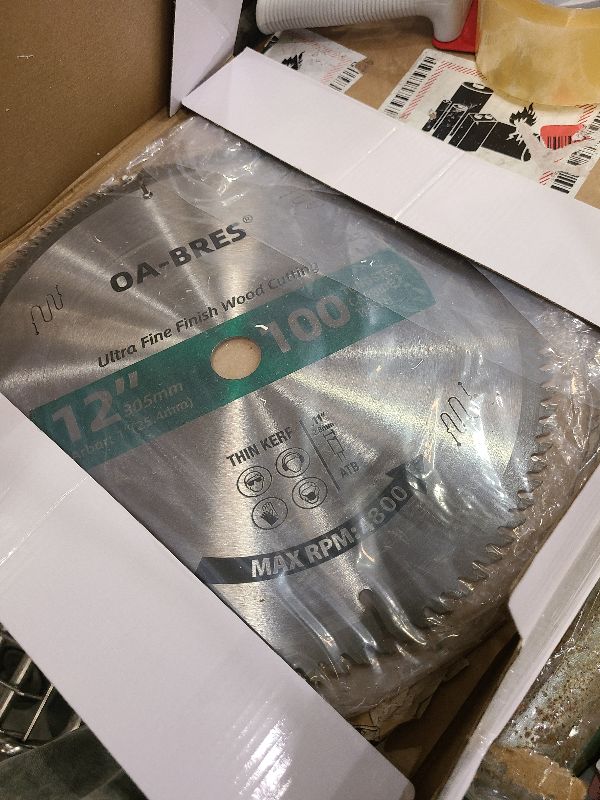 OA-BRES®
Ultra Fine Finish Wood Cutting
100
12"
305mm
THIN KERF
ATB
MAX RPM: